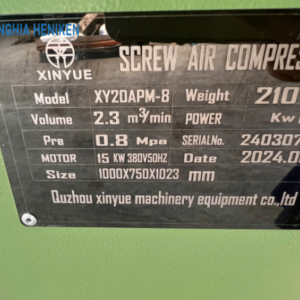 NGHIA HENIKEN
XINYUE
SCREW AIR COMPRES
Model XY20APM-8 Weight 210
Volume 2.3 m³/min POWER Kw
Pre 0.8 Mpa SERIALNo. 240307
MOTOR 15 KW 380V50HZ Date 2024.0
Size 1000X750X1023 mm
Quzhou xinyue machinery equipment co.,ltd